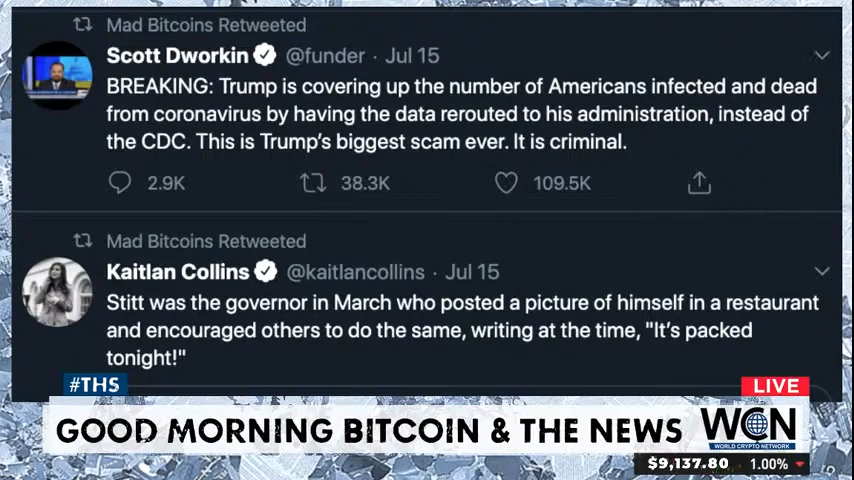 Mad Bitcoins Retweeted
Scott Dworkin @funder · Jul 15
BREAKING: Trump is covering up the number of Americans infected and dead
from coronavirus by having the data rerouted to his administration, instead of
the CDC. This is Trump's biggest scam ever. It is criminal.
2.9K 38.3K 109.5K
Mad Bitcoins Retweeted
Kaitlan Collins @kaitlancollins · Jul 15
Stitt was the governor in March who posted a picture of himself in a restaurant
and encouraged others to do the same, writing at the time, "It's packed
tonight!"
#THS
LIVE
GOOD MORNING BITCOIN & THE NEWS
WCN
WORLD CRYPTO NETWORK
$9,137.80 1.00%